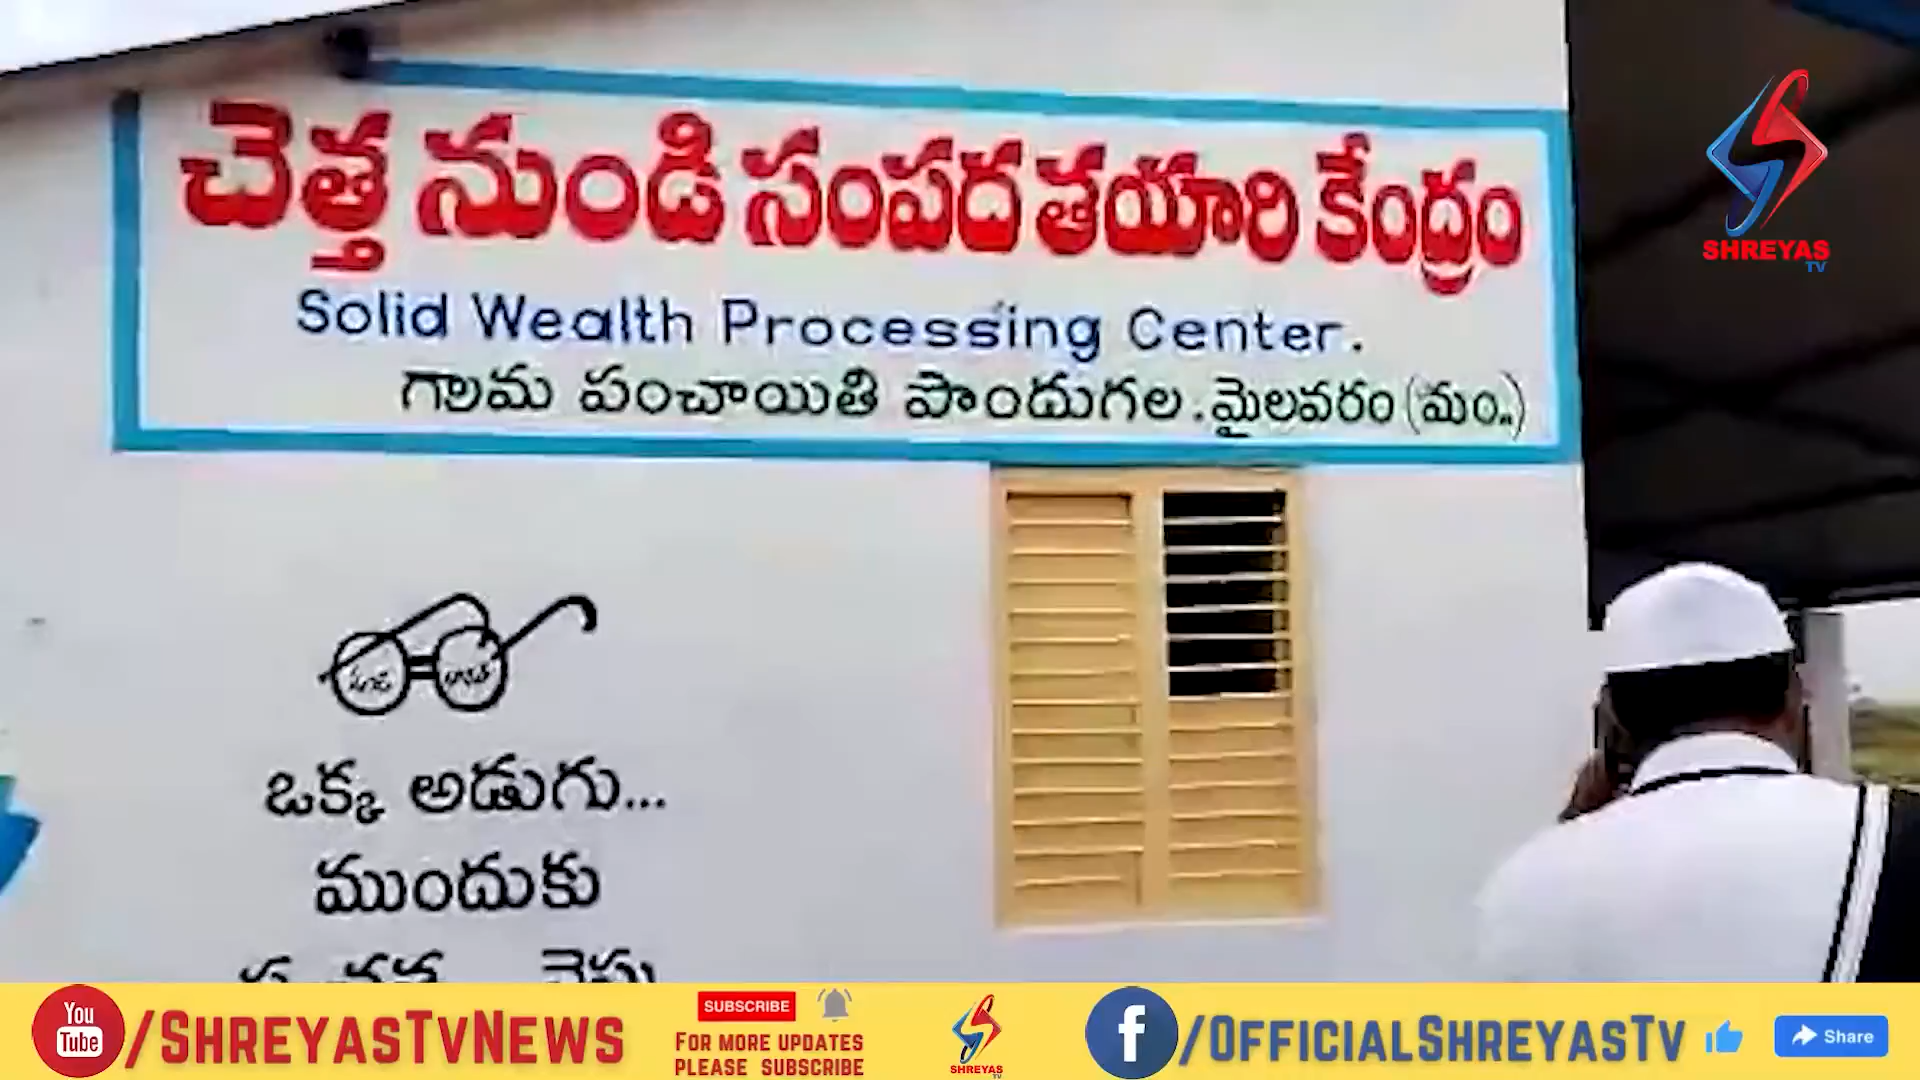 చెత్త నుండి సంపద తయారి కేంద్రం
Solid Wealth Processing Center.
గ్రామ పంచాయితి పొందుగల. మైలవరం (మం..)
ఒక్క అడుగు...
ముందుకు
SHREYAS
TV
You
Tube
/SHREYASTVNEWS
SUBSCRIBE
FOR MORE UPDATES
PLEASE SUBSCRIBE
SHREYAS
TV
f
/OFFICIALSHREYASTV
Share